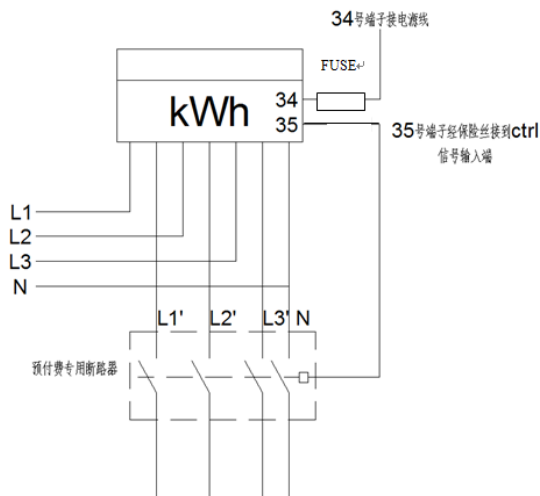 34号端子接电源线
FUSE↵
kWh
34
35
35号端子经保险丝接到ctrl
信号输入端
L1
L2
L3
N
L1' L2' L3' N
预付费专用断路器